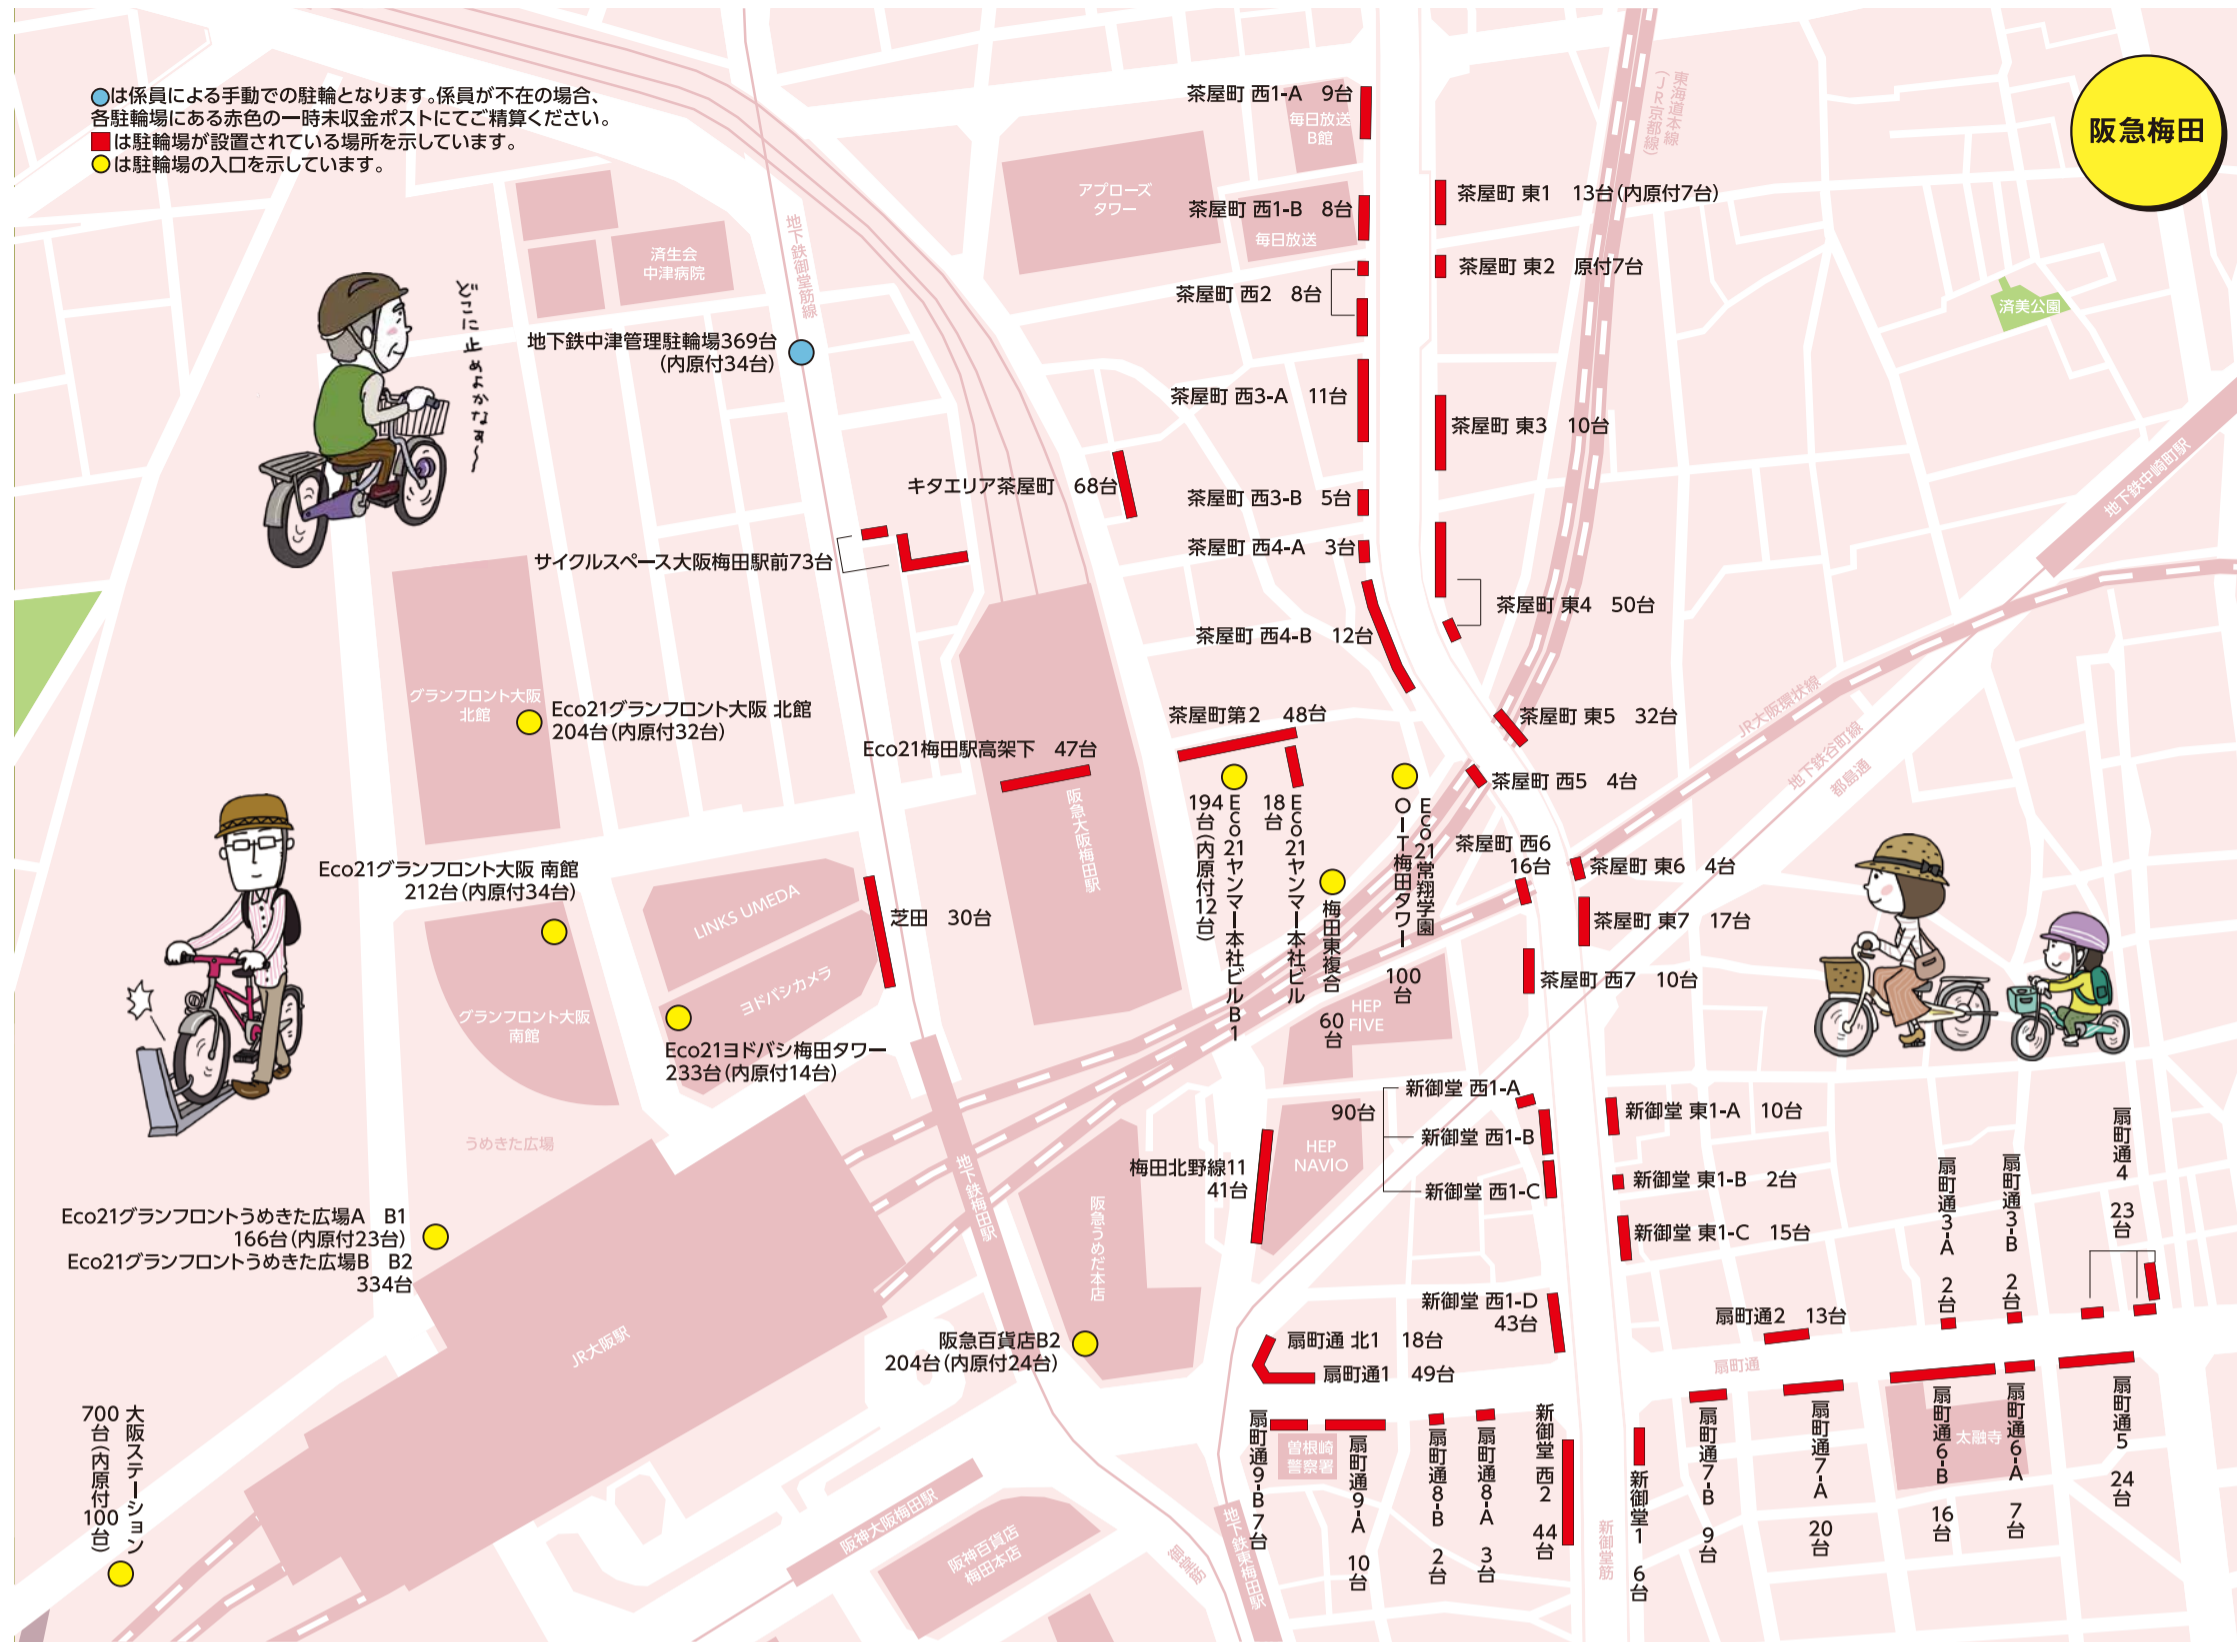 ●は係員による手動での駐輪となります。係員が不在の場合、
各駐輪場にある赤色の一時未収金ポストにてご精算ください。
■は駐輪場が設置されている場所を示しています。
●は駐輪場の入口を示しています。
阪急梅田
東海道本線
(JR京都線)
茶屋町 西1-A 9台
毎日放送
B館
アプローズ
タワー
茶屋町 東1 13台(内原付7台)
茶屋町 西1-B 8台
毎日放送
地下鉄御堂筋線
済生会
中津病院
茶屋町 東2 原付7台
茶屋町 西2 8台
済美公園
どこに止めよかなぁ〜
地下鉄中津管理駐輪場369台
(内原付34台)
茶屋町 西3-A 11台
茶屋町 東3 10台
キタエリア茶屋町 68台
茶屋町 西3-B 5台
地下鉄中崎町駅
茶屋町 西4-A 3台
サイクルスペース大阪梅田駅前73台
茶屋町 東4 50台
茶屋町 西4-B 12台
グランフロント大阪
北館
Eco21グランフロント大阪 北館
204台(内原付32台)
茶屋町第2 48台
茶屋町 東5 32台
JR大阪環状線
地下鉄谷町線
都島通
Eco21梅田駅高架下 47台
茶屋町 西5 4台
阪急大阪梅田駅
Eco21ヤンマー本社ビルB1
194台(内原付12台)
Eco21ヤンマー本社ビル
18台
Eco21常翔学園
OIT梅田タワー
100台
梅田東複合
60台
茶屋町 西6
16台
茶屋町 東6 4台
Eco21グランフロント大阪 南館
212台(内原付34台)
LINKS UMEDA
芝田 30台
茶屋町 東7 17台
ヨドバシカメラ
茶屋町 西7 10台
グランフロント大阪
南館
HEP
FIVE
Eco21ヨドバシ梅田タワー
233台(内原付14台)
新御堂 西1-A
90台
新御堂 西1-B
新御堂 西1-C
新御堂 東1-A 10台
うめきた広場
HEP
NAVIO
梅田北野線11
41台
地下鉄梅田駅
新御堂 東1-B 2台
阪急うめだ本店
Eco21グランフロントうめきた広場A B1
166台(内原付23台)
Eco21グランフロントうめきた広場B B2
334台
新御堂 東1-C 15台
扇町通3-A 2台
扇町通3-B 2台
扇町通4 23台
新御堂 西1-D
43台
扇町通2 13台
JR大阪駅
阪急百貨店B2
204台(内原付24台)
扇町通 北1 18台
扇町通1 49台
扇町通
大阪ステーション
700台(内原付100台)
扇町通9-B 7台
曽根崎
警察署
扇町通9-A 10台
扇町通8-B 2台
扇町通8-A 3台
新御堂 西2 44台
新御堂1 6台
扇町通7-B 9台
扇町通7-A 20台
扇町通6-B 16台
太融寺
扇町通6-A 7台
扇町通5 24台
阪神大阪梅田駅
阪神百貨店
梅田本店
御堂筋
地下鉄東梅田駅
新御堂筋